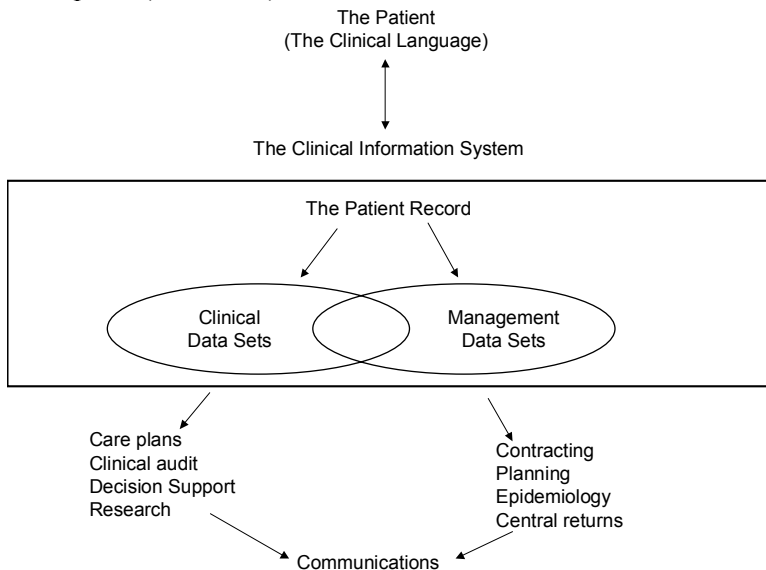 The Patient
(The Clinical Language)
The Clinical Information System
The Patient Record
Clinical
Data Sets
Management
Data Sets
Care plans
Clinical audit
Decision Support
Research
Contracting
Planning
Epidemiology
Central returns
Communications